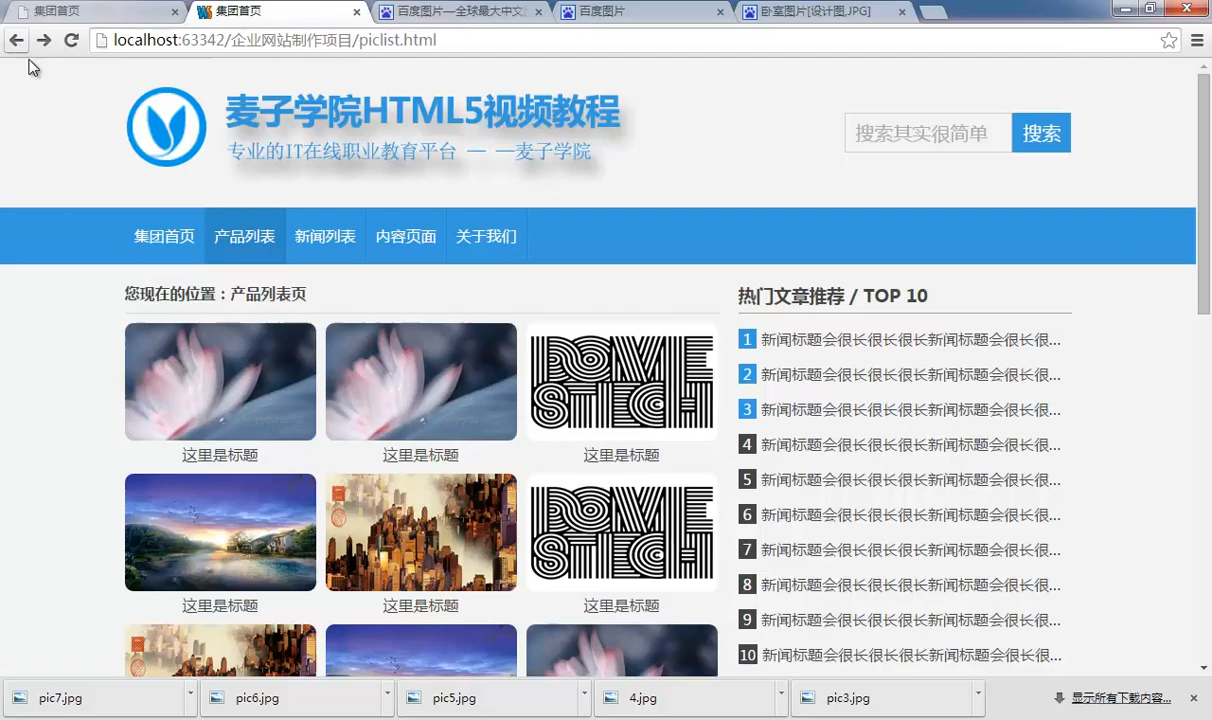 集团首页
集团首页
百度图片—全球最大中文
百度图片
卧室图片[设计图.JPG]
localhost:63342/企业网站制作项目/piclist.html
麦子学院HTML5视频教程
专业的IT在线职业教育平台 — —麦子学院
搜索其实很简单
搜索
集团首页
产品列表
新闻列表
内容页面
关于我们
您现在的位置：产品列表页
这里是标题
这里是标题
这里是标题
这里是标题
这里是标题
这里是标题
热门文章推荐 / TOP 10
1 新闻标题会很长很长很长新闻标题会很长很...
2 新闻标题会很长很长很长新闻标题会很长很...
3 新闻标题会很长很长很长新闻标题会很长很...
4 新闻标题会很长很长很长新闻标题会很长很...
5 新闻标题会很长很长很长新闻标题会很长很...
6 新闻标题会很长很长很长新闻标题会很长很...
7 新闻标题会很长很长很长新闻标题会很长很...
8 新闻标题会很长很长很长新闻标题会很长很...
9 新闻标题会很长很长很长新闻标题会很长很...
10 新闻标题会很长很长很长新闻标题会很长很...
pic7.jpg
pic6.jpg
pic5.jpg
4.jpg
pic3.jpg
显示所有下载内容...